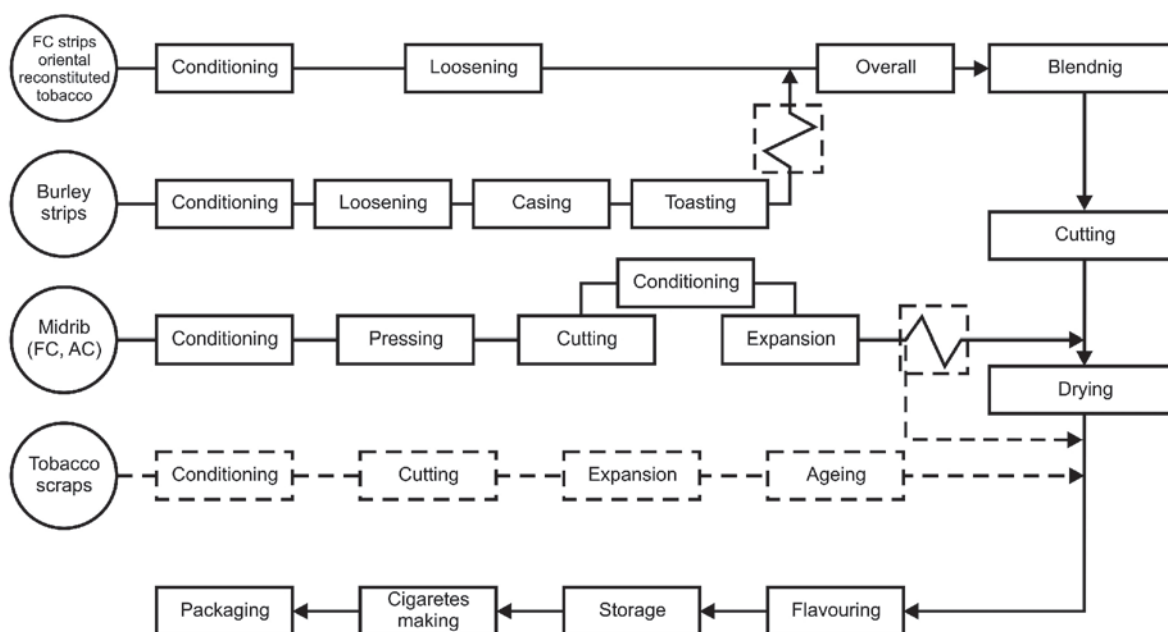 FC strips
oriental
reconstituted
tobacco
Conditioning
Loosening
Overall
Blendnig
Burley
strips
Conditioning
Loosening
Casing
Toasting
Cutting
Midrib
(FC, AC)
Conditioning
Pressing
Cutting
Conditioning
Expansion
Drying
Tobacco
scraps
Conditioning
Cutting
Expansion
Ageing
Packaging
Cigaretes
making
Storage
Flavouring